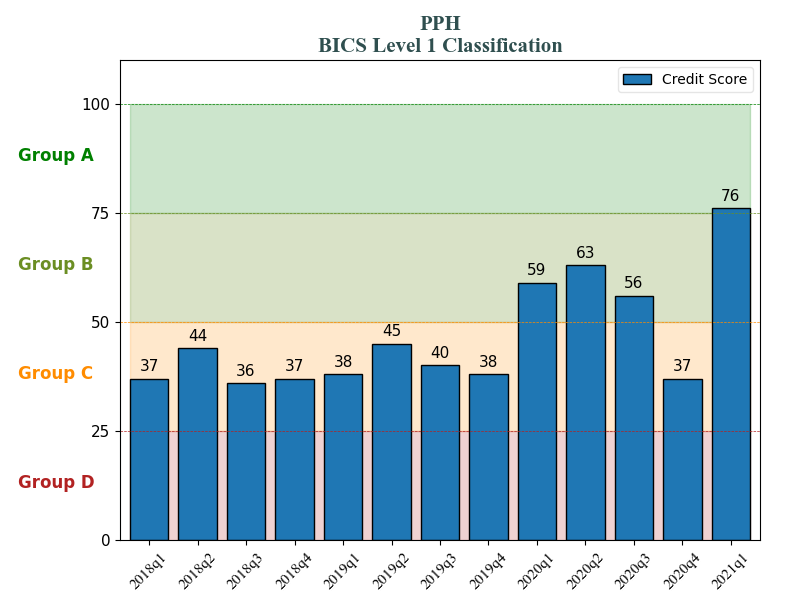 PPH
BICS Level 1 Classification
Credit Score
100
Group A
76
75
Group B
63
59
56
50
45
44
40
38
38
37
37
37
36
Group C
25
Group D
0
2018q1
2018q2
2018q3
2018q4
2019q1
2019q2
2019q3
2019q4
2020q1
2020q2
2020q3
2020q4
2021q1